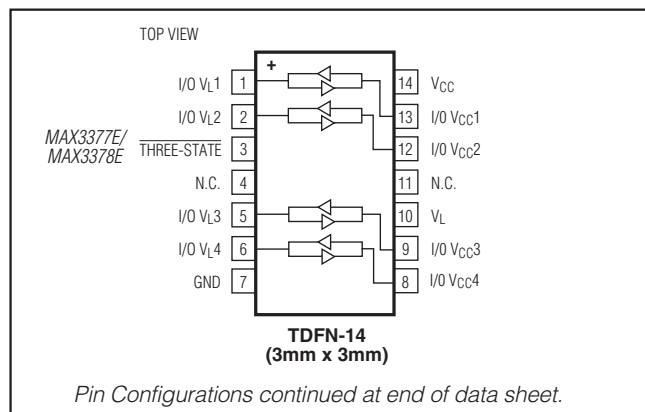 TOP VIEW
+
I/O VL1 1 14 VCC
I/O VL2 2 13 I/O VCC1
MAX3377E/
MAX3378E
THREE-STATE 3 12 I/O VCC2
N.C. 4 11 N.C.
I/O VL3 5 10 VL
I/O VL4 6 9 I/O VCC3
GND 7 8 I/O VCC4
TDFN-14
(3mm x 3mm)
Pin Configurations continued at end of data sheet.